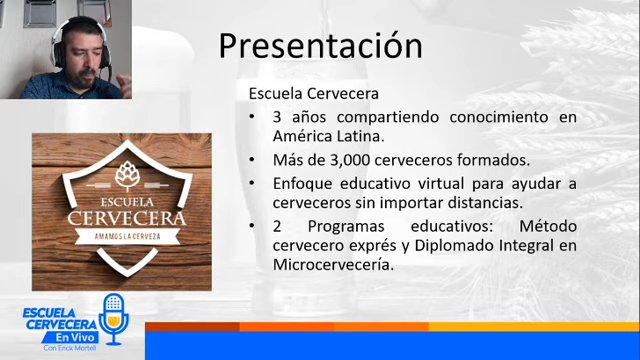 Presentación
Escuela Cervecera
• 3 años compartiendo conocimiento en
América Latina.
• Más de 3,000 cerveceros formados.
• Enfoque educativo virtual para ayudar a
cerveceros sin importar distancias.
• 2 Programas educativos: Método
cervecero exprés y Diplomado Integral en
Microcervecería.
ESCUELA
CERVECERA
AMAMOS LA CERVEZA
ESCUELA
CERVECERA
En Vivo
Con Erick Martell